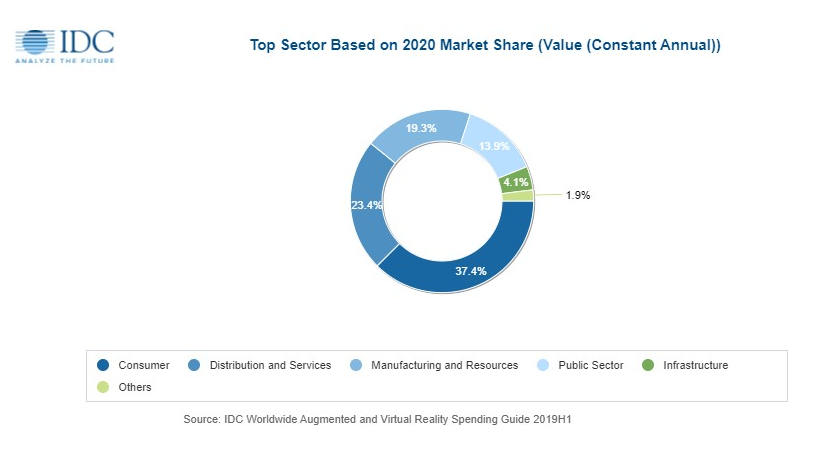 IDC
ANALYZE THE FUTURE
Top Sector Based on 2020 Market Share (Value (Constant Annual))
19.3%
13.9%
4.1%
1.9%
23.4%
37.4%
Consumer Distribution and Services Manufacturing and Resources Public Sector Infrastructure
Others
Source: IDC Worldwide Augmented and Virtual Reality Spending Guide 2019H1